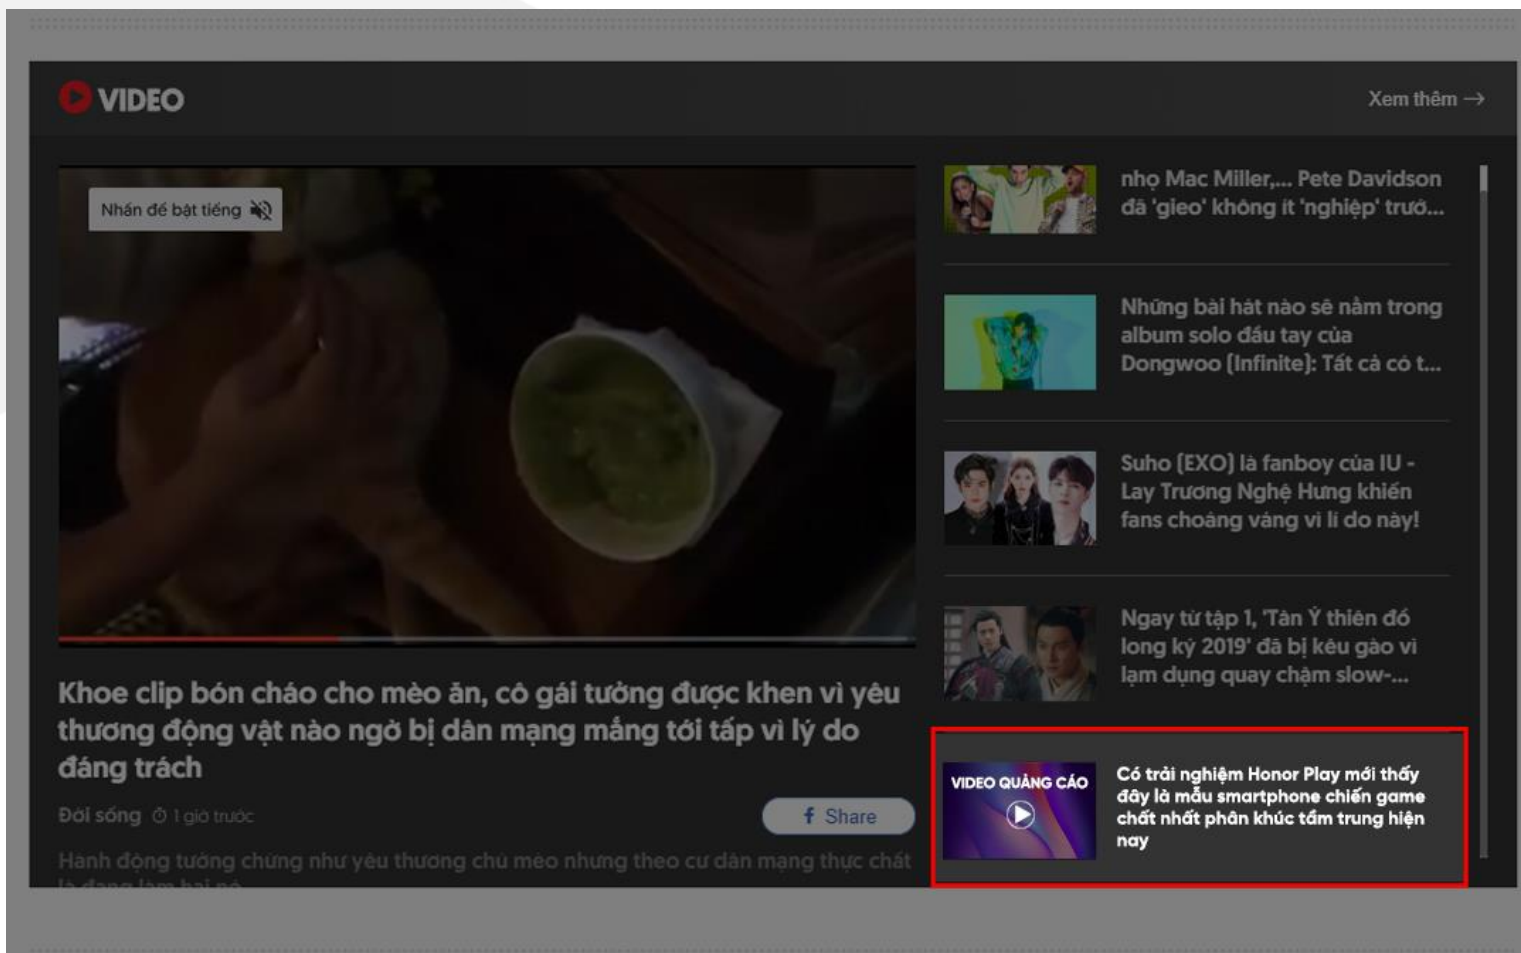 VIDEO
Xem thêm →
Nhấn để bật tiếng
Khoe clip bón cháo cho mèo ăn, cô gái tưởng được khen vì yêu
thương động vật nào ngờ bị dân mạng mắng tới tấp vì lý do
đáng trách
Đời sống 1 giờ trước
f Share
Hành động tưởng chừng như yêu thương chú mèo nhưng theo cư dân mạng thực chất
là đang làm hại nó
nhọ Mac Miller,... Pete Davidson
đã 'gieo' không ít 'nghiệp' trướ...
Những bài hát nào sẽ nằm trong
album solo đầu tay của
Dongwoo (Infinite): Tất cả có t...
Suho (EXO) là fanboy của IU -
Lay Trương Nghệ Hưng khiến
fans choáng váng vì lí do này!
Ngay từ tập 1, 'Tân Ỷ thiên đồ
long ký 2019' đã bị kêu gào vì
lạm dụng quay chậm slow-...
VIDEO QUẢNG CÁO
Có trải nghiệm Honor Play mới thấy
đây là mẫu smartphone chiến game
chất nhất phân khúc tầm trung hiện
nay